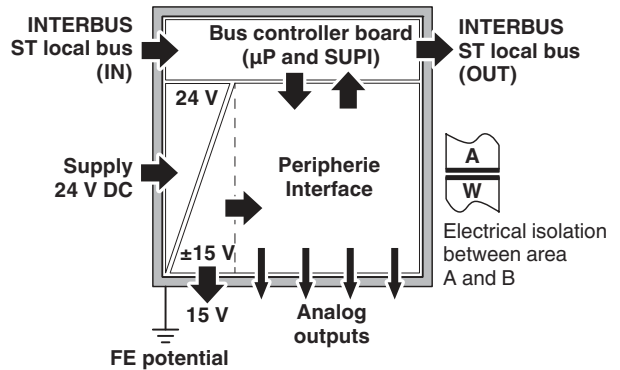 INTERBUS
ST local bus
(IN)
Bus controller board
(µP and SUPI)
INTERBUS
ST local bus
(OUT)
24 V
Supply
24 V DC
Peripherie
Interface
A
W
Electrical isolation
between area
A and B
±15 V
15 V
Analog
outputs
FE potential